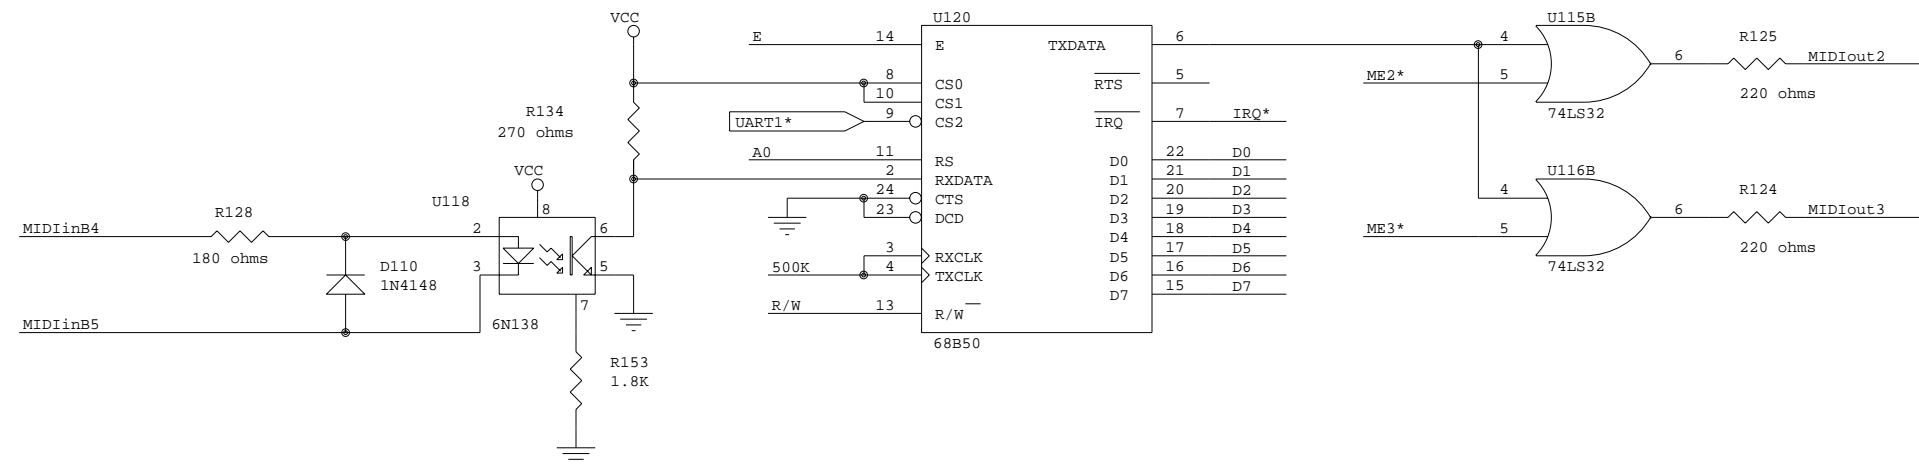 VCC
U120
U115B
E
14
E
TXDATA
6
4
6
R125
MIDIout2
8
CS0
RTS
5
ME2*
5
220 ohms
10
CS1
R134
270 ohms
UART1*
9
CS2
IRQ
7
IRQ*
74LS32
A0
11
RS
D0
22
D0
2
RXDATA
D1
21
D1
U116B
VCC
24
CTS
D2
20
D2
4
6
R124
MIDIout3
U118
8
23
DCD
D3
19
D3
R128
MIDIinB4
2
6
D4
18
D4
ME3*
5
220 ohms
180 ohms
3
RXCLK
D5
17
D5
D110
3
5
500K
4
TXCLK
D6
16
D6
74LS32
1N4148
D7
15
D7
7
R/W
13
R/W
MIDIinB5
6N138
68B50
R153
1.8K